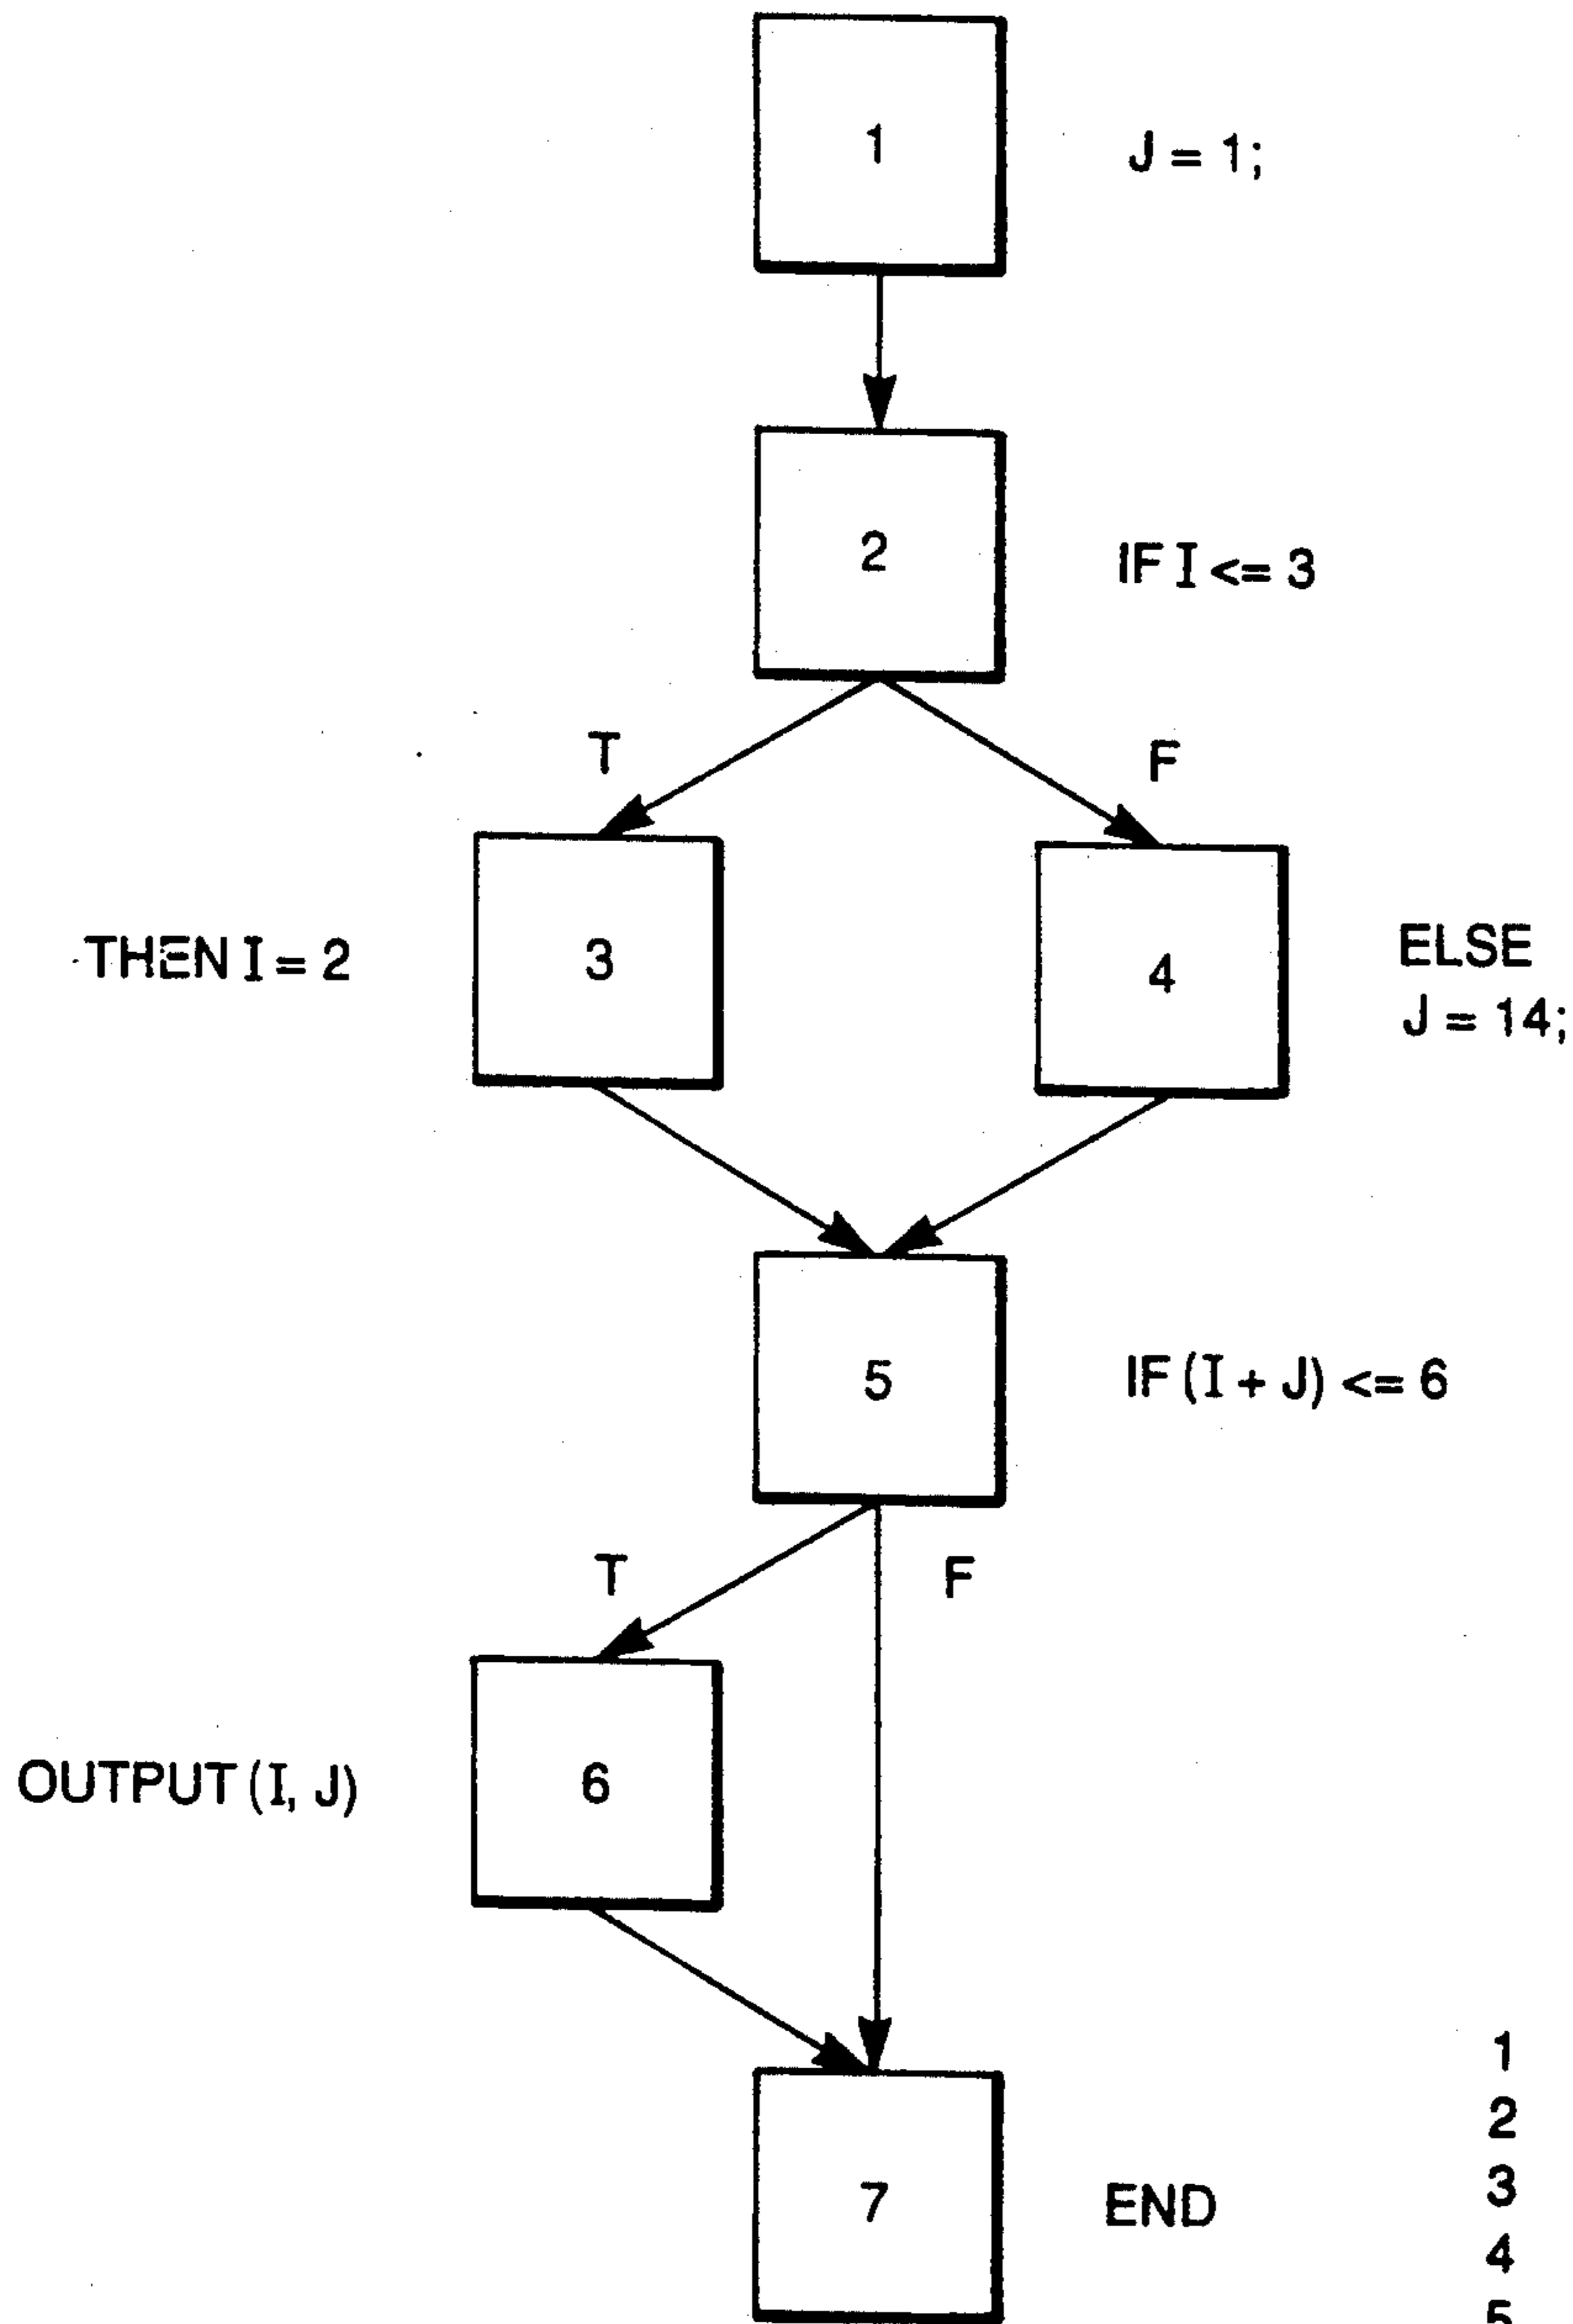 1
J = 1;
2
IF I <= 3
T
F
THEN I = 2
3
4
ELSE
J = 14;
5
IF (I + J) <= 6
T
F
OUTPUT (I, J)
6
7
END
1
2
3
4
5